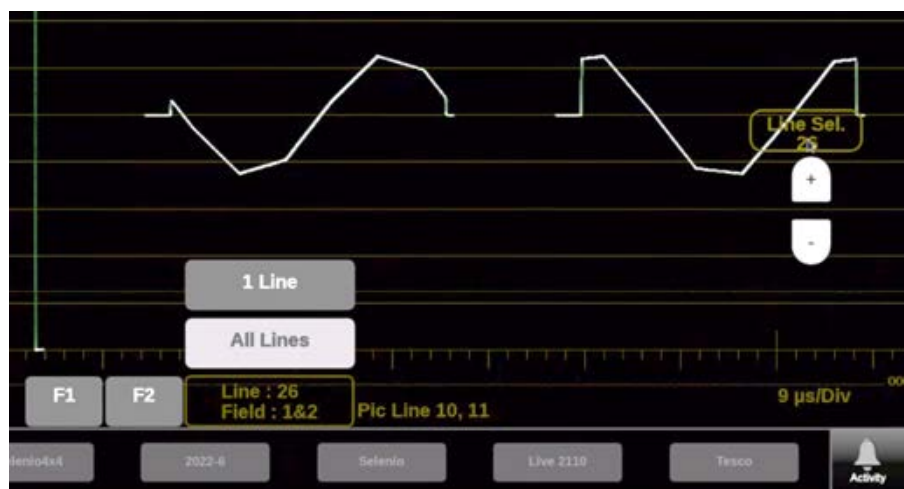 Line Sel.
26
+
-
1 Line
All Lines
F1
F2
Line : 26
Field : 1&2
Pic Line 10, 11
9 µs/Div
2022-6
Selenio
Live 2110
Tesco
Activity